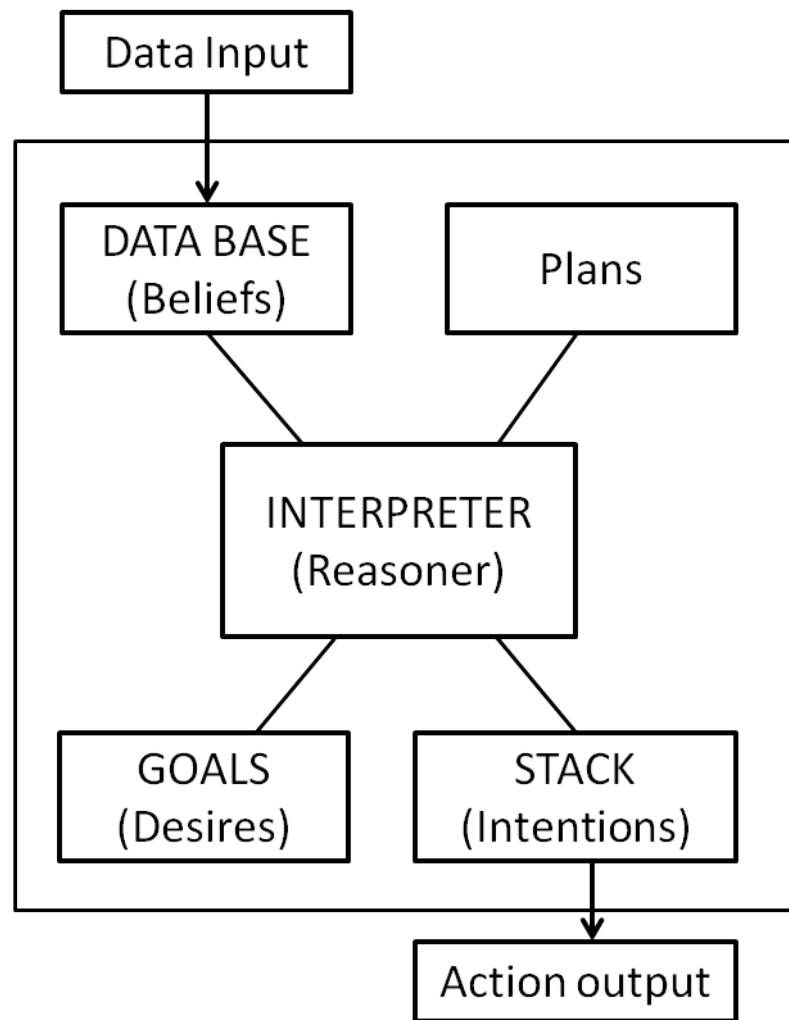 Data Input
DATA BASE
(Beliefs)
Plans
INTERPRETER
(Reasoner)
GOALS
(Desires)
STACK
(Intentions)
Action output